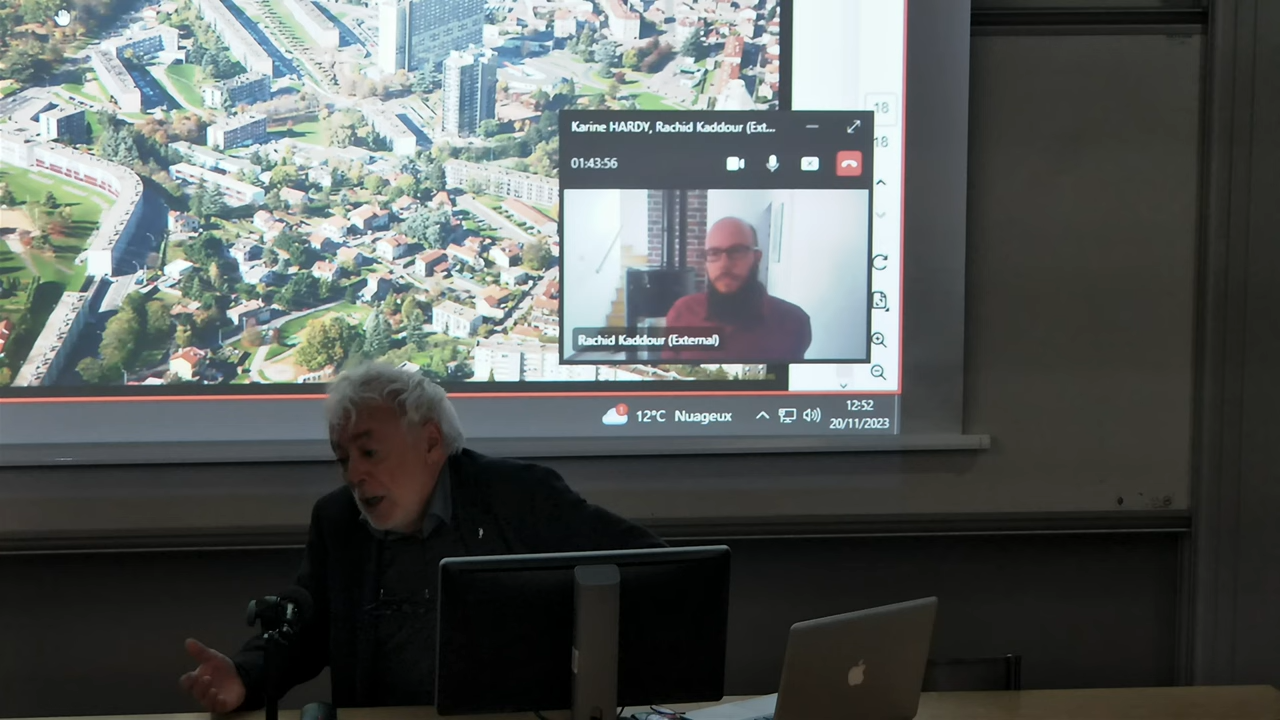 18
Karine HARDY, Rachid Kaddour (Ext...
01:43:56
18
Rachid Kaddour (External)
1
12°C Nuageux
12:52
20/11/2023